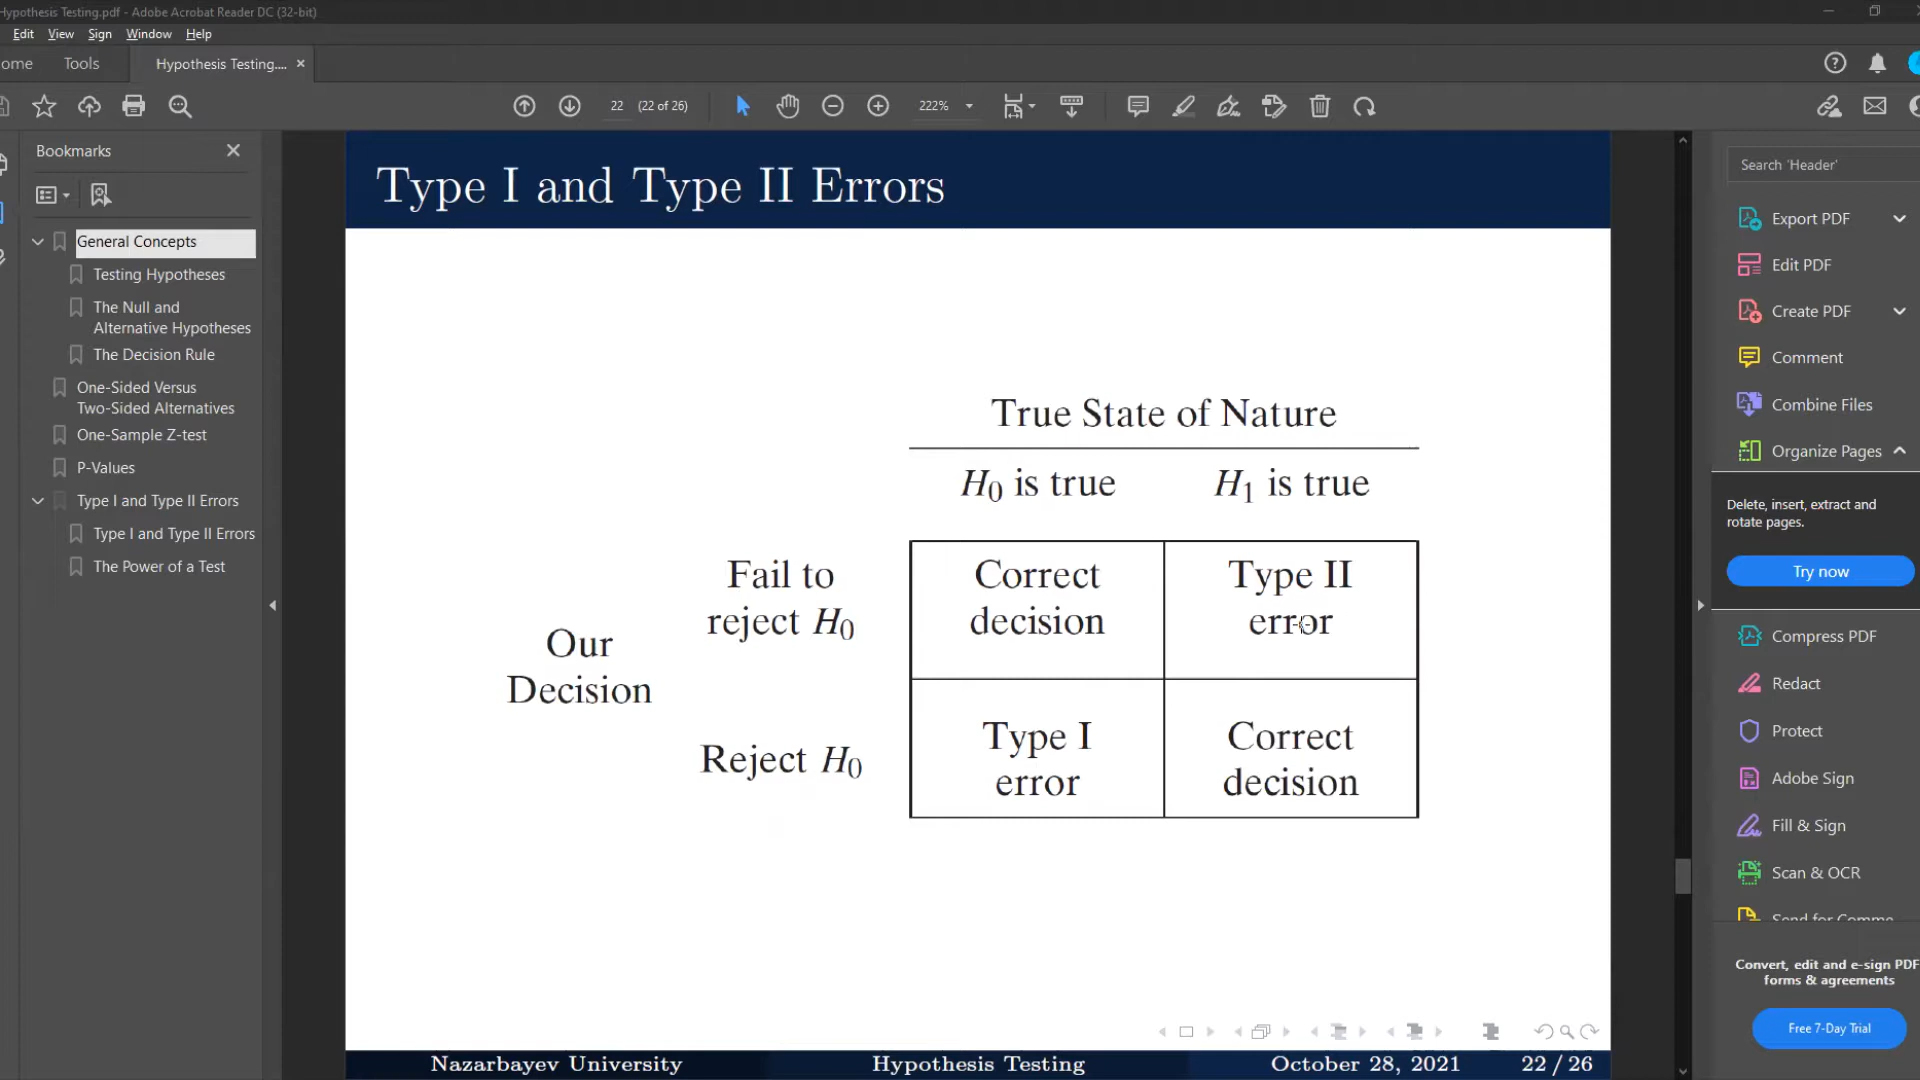 Hypothesis Testing.pdf - Adobe Acrobat Reader DC (32-bit)
Edit View Sign Window Help
ome Tools Hypothesis Testing.... ×
22 (22 of 26) 222%
Bookmarks
General Concepts
Testing Hypotheses
The Null and
Alternative Hypotheses
The Decision Rule
One-Sided Versus
Two-Sided Alternatives
One-Sample Z-test
P-Values
Type I and Type II Errors
Type I and Type II Errors
The Power of a Test
Type I and Type II Errors
True State of Nature
H0 is true H1 is true
Our
Decision
Fail to
reject H0
Correct
decision
Type II
error
Reject H0
Type I
error
Correct
decision
Nazarbayev University Hypothesis Testing October 28, 2021 22 / 26
Search 'Header'
Export PDF
Edit PDF
Create PDF
Comment
Combine Files
Organize Pages
Delete, insert, extract and
rotate pages.
Try now
Compress PDF
Redact
Protect
Adobe Sign
Fill & Sign
Scan & OCR
Send for Comme
Convert, edit and e-sign PDF
forms & agreements
Free 7-Day Trial